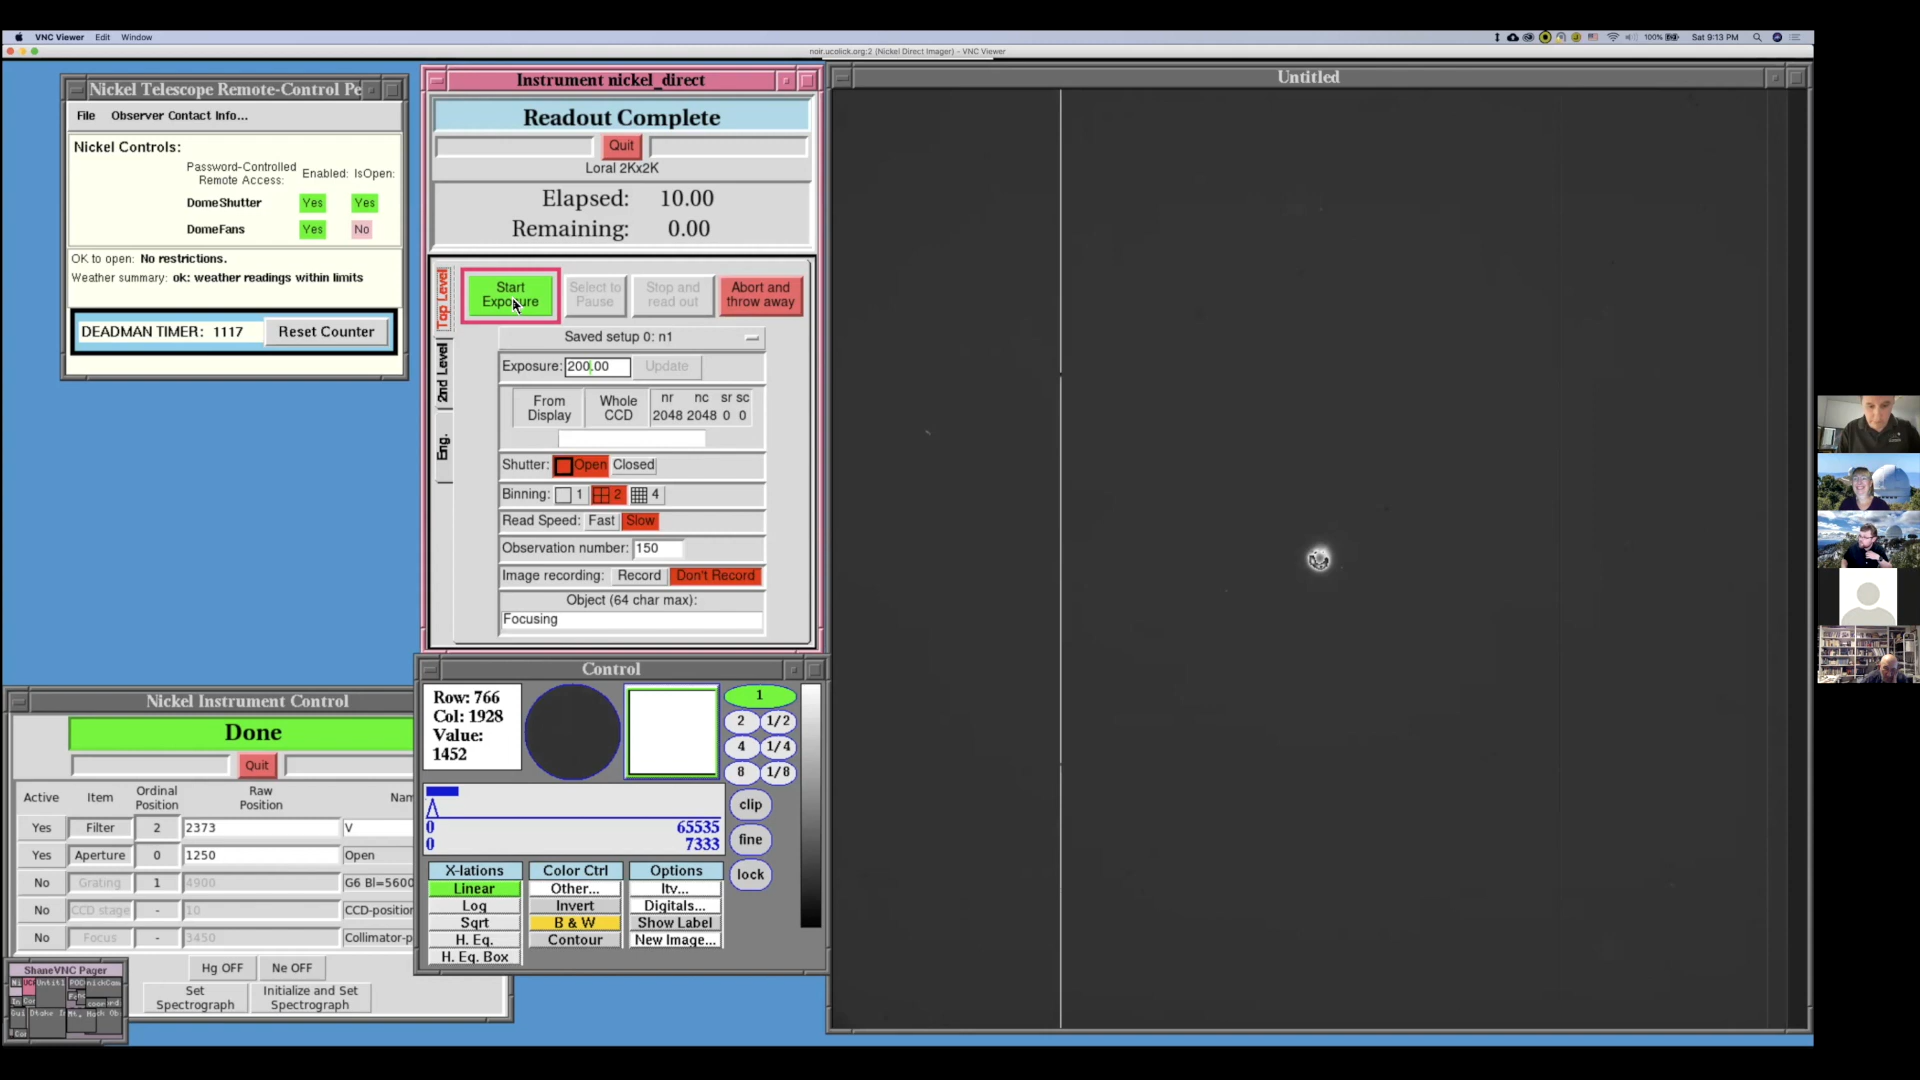 VNC Viewer Edit Window
100% Sat 9:13 PM
noir.ucolick.org:2 (Nickel Direct Imager) - VNC Viewer
Nickel Telescope Remote-Control Pe
File Observer Contact Info...
Nickel Controls:
Password-Controlled
Remote Access: Enabled: IsOpen:
DomeShutter Yes Yes
DomeFans Yes No
OK to open: No restrictions.
Weather summary: ok: weather readings within limits
DEADMAN TIMER: 1117 Reset Counter
Instrument nickel_direct
Readout Complete
Quit
Loral 2Kx2K
Elapsed: 10.00
Remaining: 0.00
Top Level
2nd Level
Eng.
Start
Exposure
Select to
Pause
Stop and
read out
Abort and
throw away
Saved setup 0: n1
Exposure: 200.00 Update
From
Display
Whole
CCD
nr nc sr sc
2048 2048 0 0
Shutter: Open Closed
Binning: 1 2 4
Read Speed: Fast Slow
Observation number: 150
Image recording: Record Don't Record
Object (64 char max):
Focusing
Untitled
Control
Row: 766
Col: 1928
Value:
1452
1
2 1/2
4 1/4
8 1/8
clip
fine
lock
0 65535
0 7333
X-lations Color Ctrl Options
Linear Other... Itv...
Log Invert Digitals...
Sqrt B & W Show Label
H. Eq. Contour New Image...
H. Eq. Box
Nickel Instrument Control
Done
Quit
Active Item Ordinal
Position Raw
Position Nam
Yes Filter 2 2373 V
Yes Aperture 0 1250 Open
No Grating 1 4900 G6 Bl=5600
No CCD stage - 10 CCD-position
No Focus - 3450 Collimator-p
Hg OFF Ne OFF
Set
Spectrograph
Initialize and Set
Spectrograph
ShaneVNC Pager